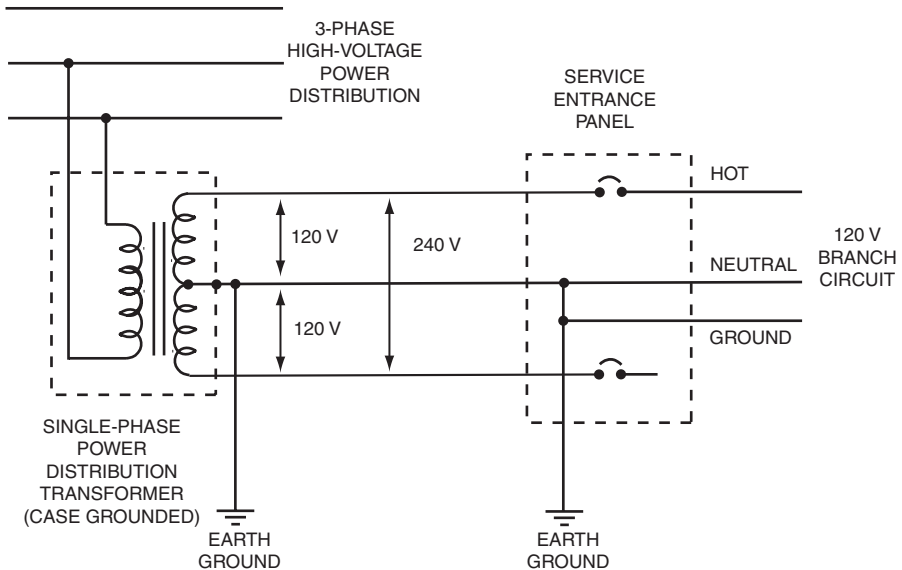 3-PHASE
HIGH-VOLTAGE
POWER
DISTRIBUTION
SERVICE
ENTRANCE
PANEL
HOT
120 V
240 V
120 V
BRANCH
CIRCUIT
NEUTRAL
120 V
GROUND
SINGLE-PHASE
POWER
DISTRIBUTION
TRANSFORMER
(CASE GROUNDED)
EARTH
GROUND
EARTH
GROUND